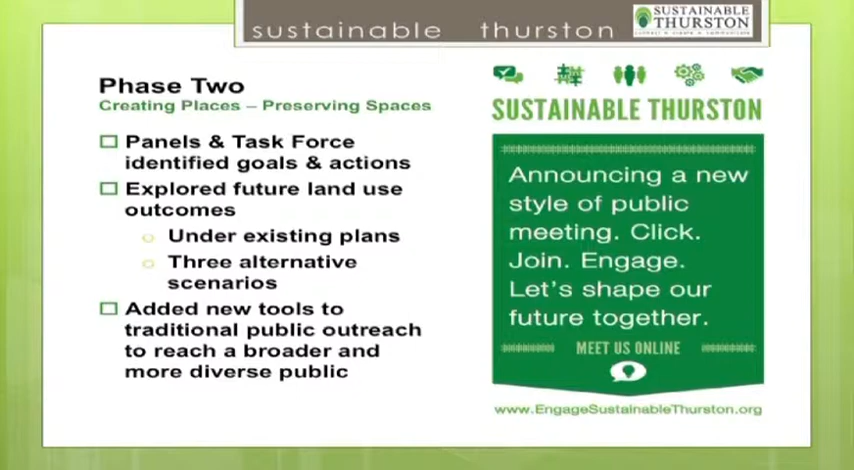 sustainable thurston
SUSTAINABLE
THURSTON
Phase Two
Creating Places – Preserving Spaces
Panels & Task Force
identified goals & actions
Explored future land use
outcomes
Under existing plans
Three alternative
scenarios
Added new tools to
traditional public outreach
to reach a broader and
more diverse public
SUSTAINABLE THURSTON
Announcing a new
style of public
meeting. Click.
Join. Engage.
Let's shape our
future together.
MEET US ONLINE
www.EngageSustainableThurston.org